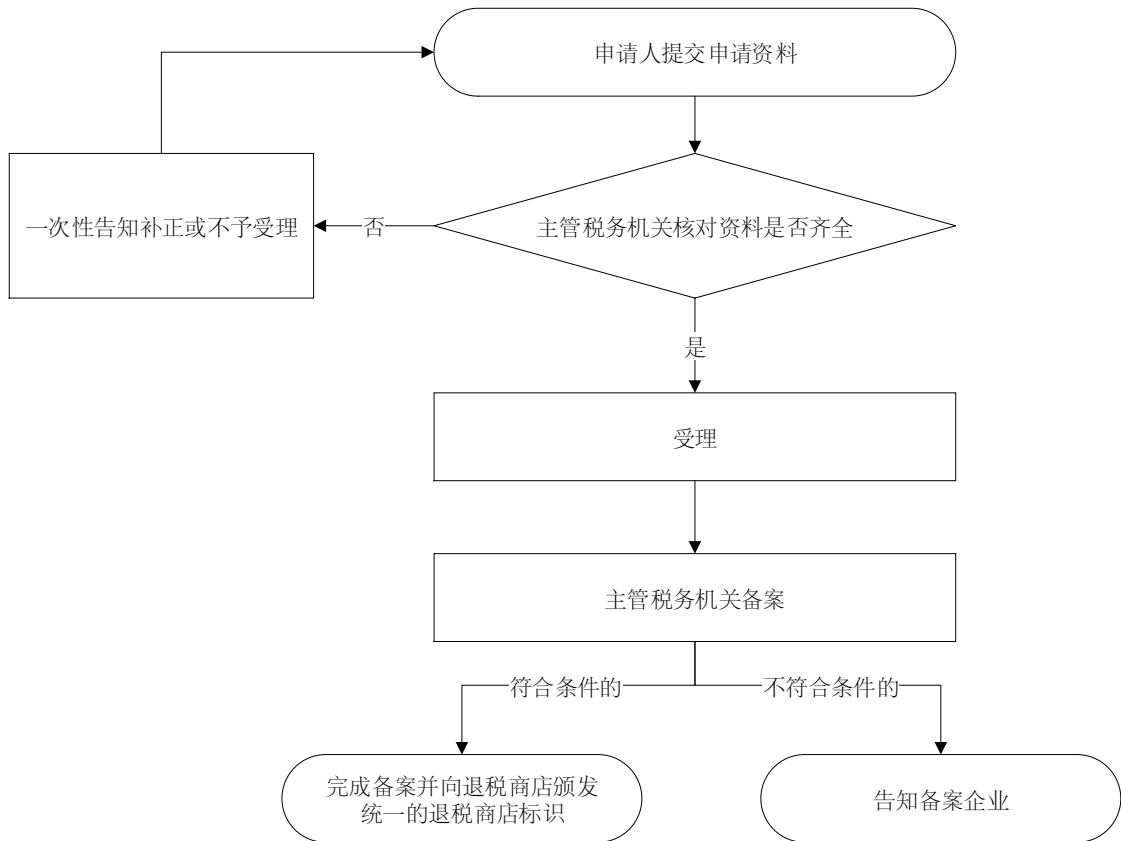 申请人提交申请资料
一次性告知补正或不予受理
否
主管税务机关核对资料是否齐全
是
受理
主管税务机关备案
符合条件的
不符合条件的
完成备案并向退税商店颁发
统一的退税商店标识
告知备案企业